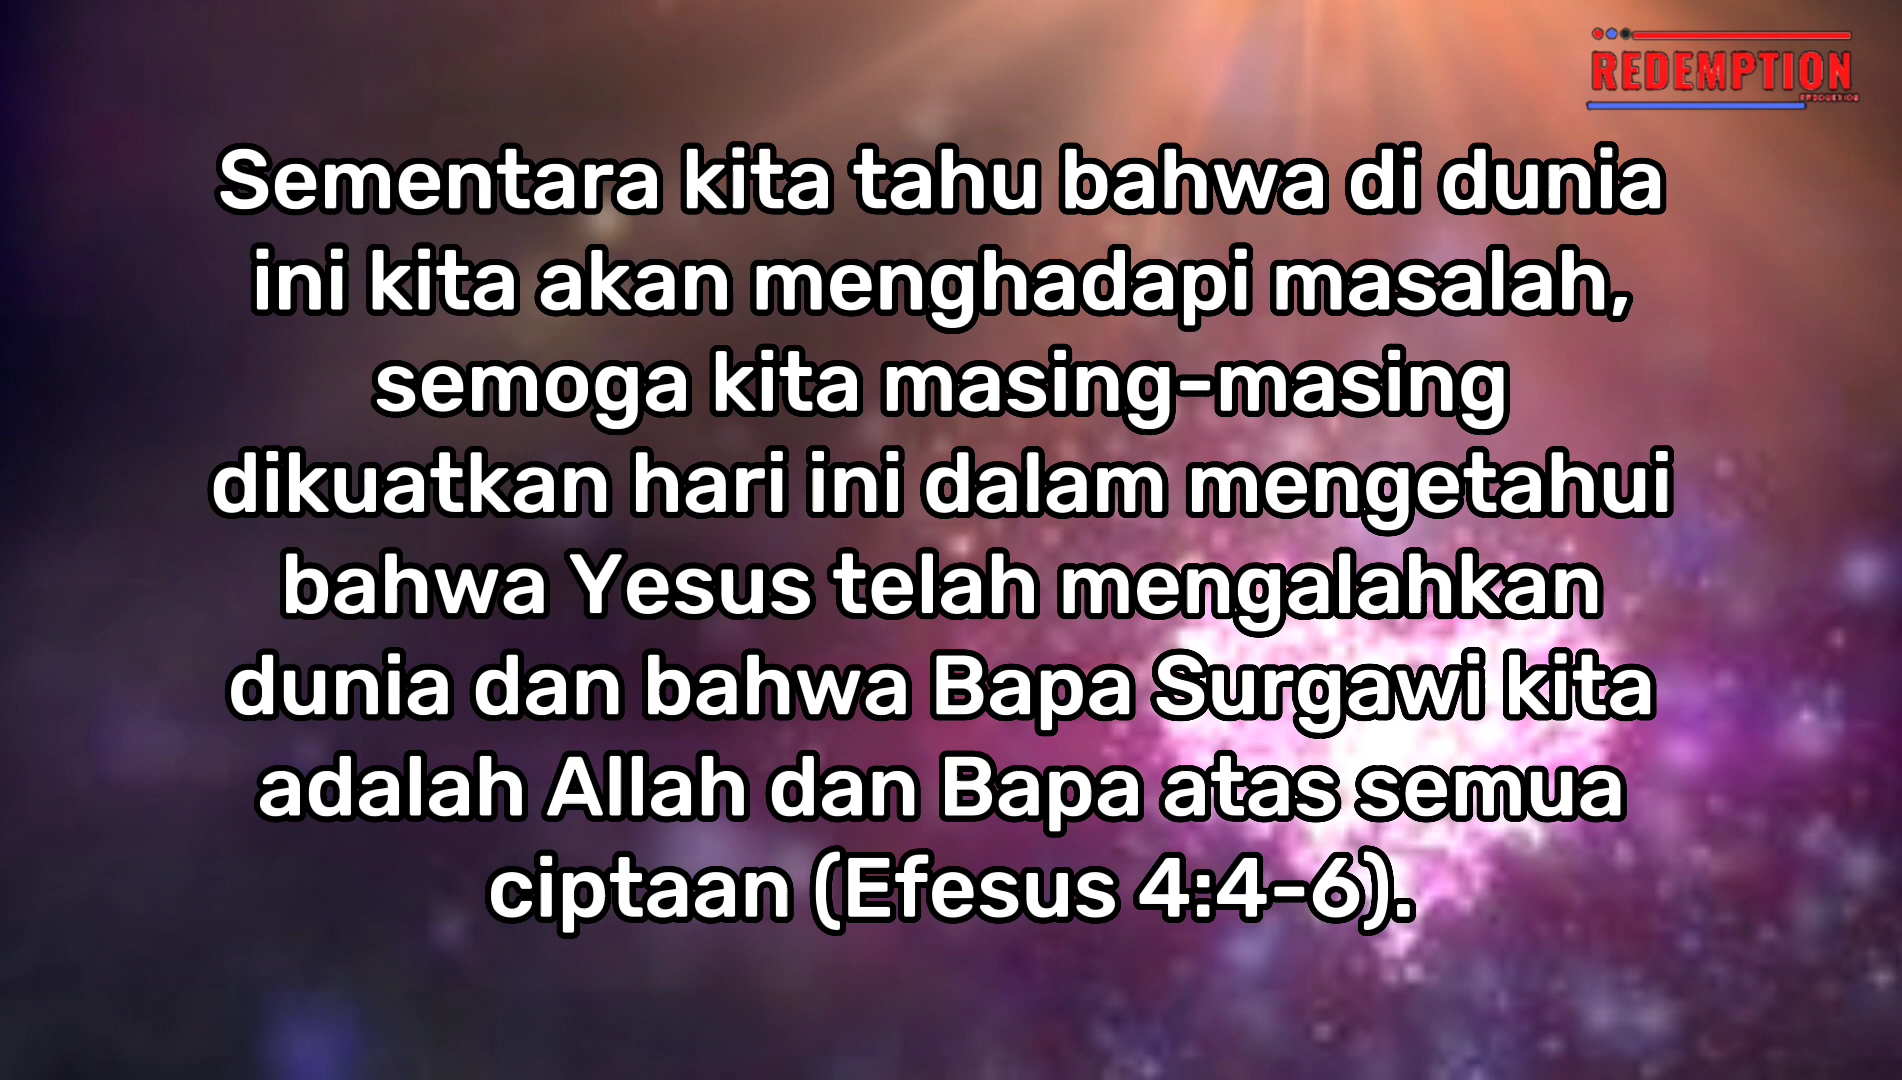 REDEMPTION
PRODUCTION
Sementara kita tahu bahwa di dunia
ini kita akan menghadapi masalah,
semoga kita masing-masing
dikuatkan hari ini dalam mengetahui
bahwa Yesus telah mengalahkan
dunia dan bahwa Bapa Surgawi kita
adalah Allah dan Bapa atas semua
ciptaan (Efesus 4:4-6).